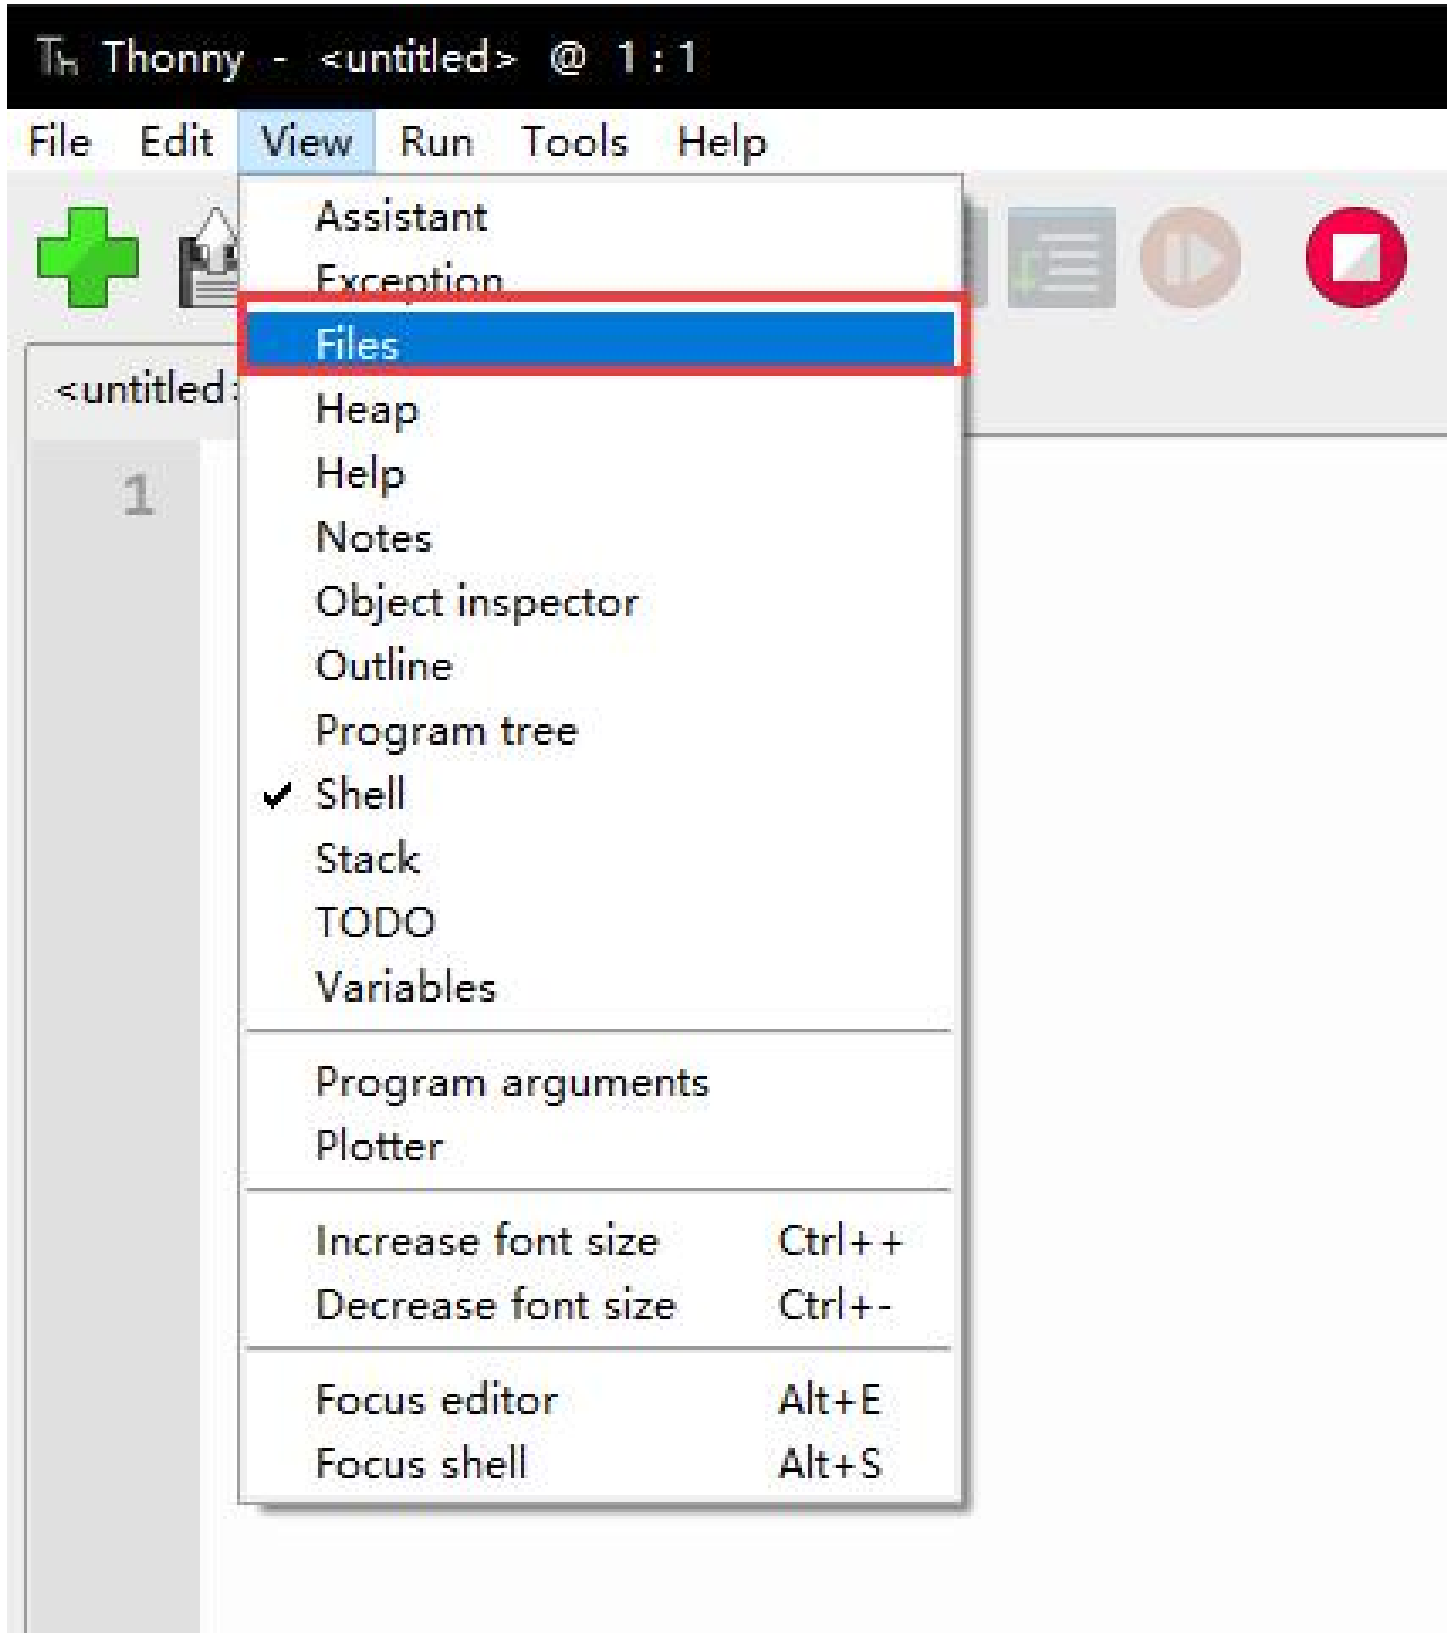 Th Thonny - <untitled> @ 1:1
File Edit View Run Tools Help
Assistant
Exception
Files
<untitled>
Heap
1
Help
Notes
Object inspector
Outline
Program tree
Shell
Stack
TODO
Variables
Program arguments
Plotter
Increase font size Ctrl++
Decrease font size Ctrl+-
Focus editor Alt+E
Focus shell Alt+S